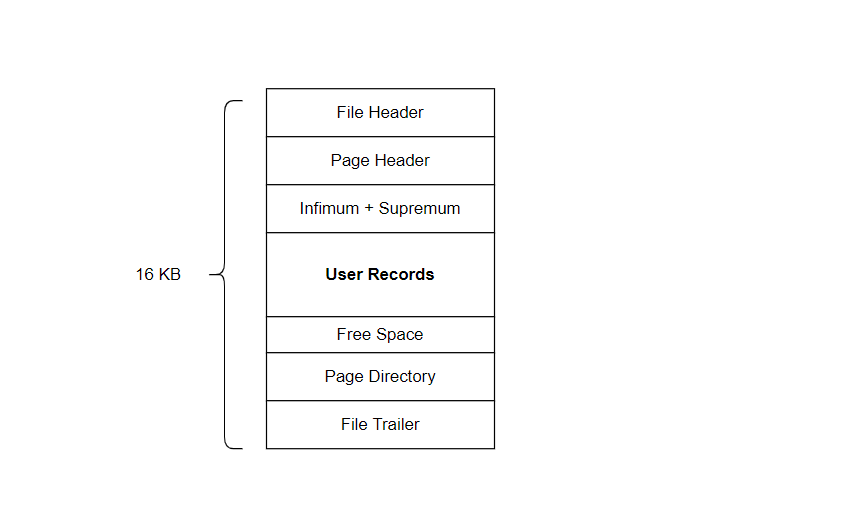 File Header
Page Header
Infimum + Supremum
16 KB
User Records
Free Space
Page Directory
File Trailer